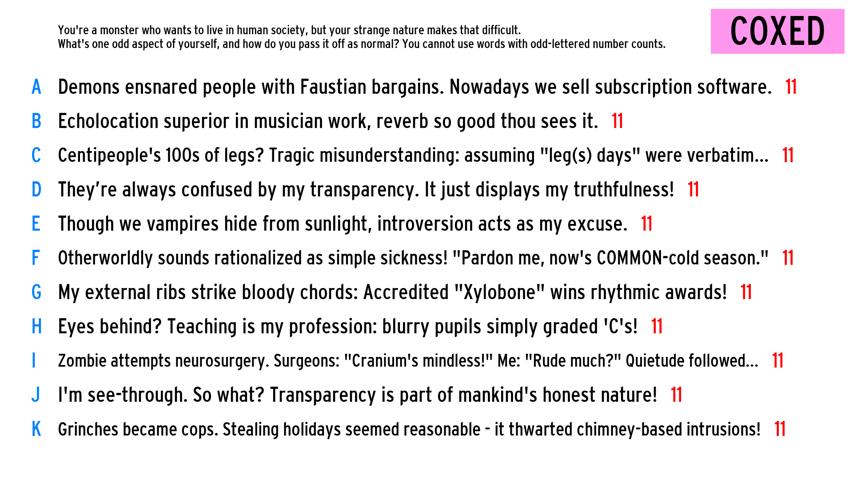 You're a monster who wants to live in human society, but your strange nature makes that difficult.
What's one odd aspect of yourself, and how do you pass it off as normal? You cannot use words with odd-lettered number counts.
COXED
A Demons ensnared people with Faustian bargains. Nowadays we sell subscription software. 11
B Echolocation superior in musician work, reverb so good thou sees it. 11
C Centipeople's 100s of legs? Tragic misunderstanding: assuming "leg(s) days" were verbatim... 11
D They're always confused by my transparency. It just displays my truthfulness! 11
E Though we vampires hide from sunlight, introversion acts as my excuse. 11
F Otherworldly sounds rationalized as simple sickness! "Pardon me, now's COMMON-cold season." 11
G My external ribs strike bloody chords: Accredited "Xylobone" wins rhythmic awards! 11
H Eyes behind? Teaching is my profession: blurry pupils simply graded 'C's! 11
I Zombie attempts neurosurgery. Surgeons: "Cranium's mindless!" Me: "Rude much?" Quietude followed... 11
J I'm see-through. So what? Transparency is part of mankind's honest nature! 11
K Grinches became cops. Stealing holidays seemed reasonable - it thwarted chimney-based intrusions! 11